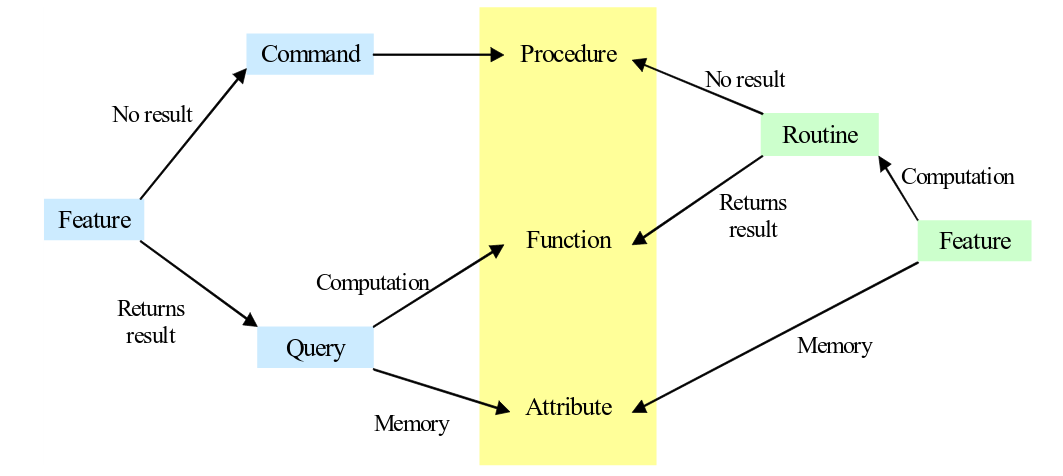 Command
Procedure
No result
No result
Routine
Computation
Feature
Returns
result
Function
Feature
Computation
Returns
result
Query
Memory
Attribute
Memory